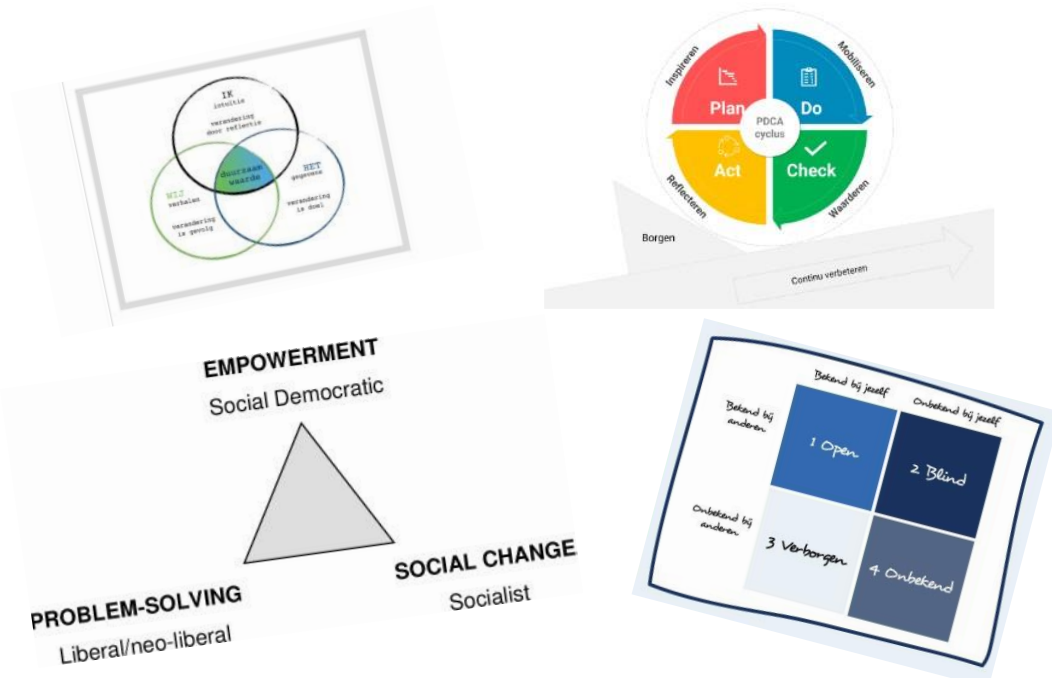 IK
intuïtie
verandering
door reflectie
duurzaam
waarde
WIJ
verhalen
verandering
is gevolg
HET
gegevens
verandering
is doel
Inspireren
Mobiliseren
Plan
Do
PDCA
cyclus
Act
Check
Reflecteren
Waarderen
Borgen
Continu verbeteren
EMPOWERMENT
Social Democratic
PROBLEM-SOLVING
Liberal/neo-liberal
SOCIAL CHANGE
Socialist
Bekend bij jezelf
Onbekend bij jezelf
Bekend bij
anderen
1 Open
2 Blind
Onbekend bij
anderen
3 Verborgen
4 Onbekend